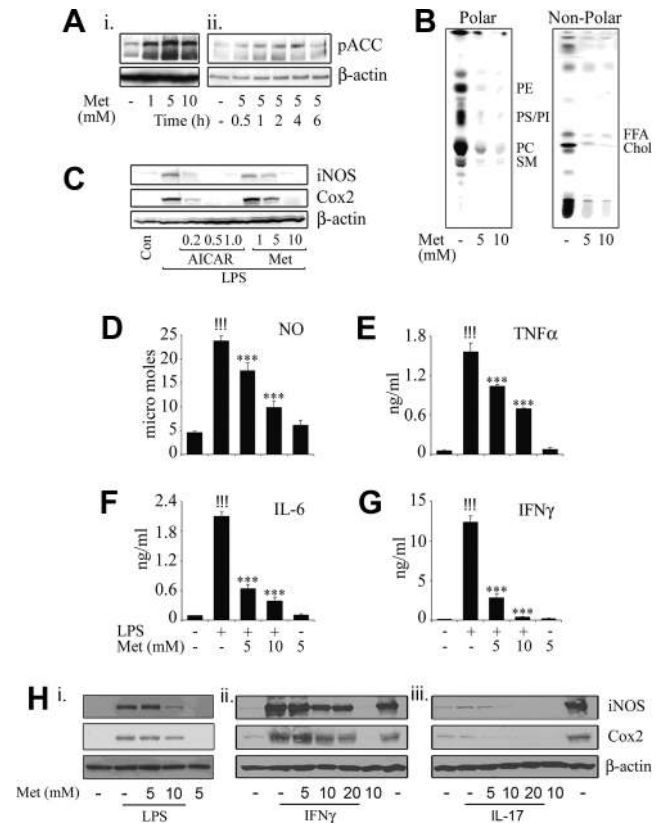 A i. ii.
pACC
β-actin
Met (mM) - 1 5 10 - 5 5 5 5 5
Time (h) - 0.5 1 2 4 6
B Polar Non-Polar
PE
PS/PI
PC
SM
FFA
Chol
Met (mM) - 5 10 - 5 10
C
iNOS
Cox2
β-actin
Con 0.2 0.5 1.0 1 5 10
AICAR Met
LPS
D NO
micro moles
25
20
15
10
5
0
!!!
***
***
E TNFα
ng/ml
1.8
1.2
0.6
0
!!!
***
***
F IL-6
ng/ml
2.4
1.8
1.2
0.6
0
!!!
***
***
LPS - + + + -
Met (mM) - - 5 10 5
G IFNγ
ng/ml
15
10
5
0
!!!
***
***
- + + + -
- - 5 10 5
H i. ii. iii.
iNOS
Cox2
β-actin
Met (mM) - - 5 10 5 - - 5 10 20 10 - - - 5 10 20 10 -
LPS IFNγ IL-17